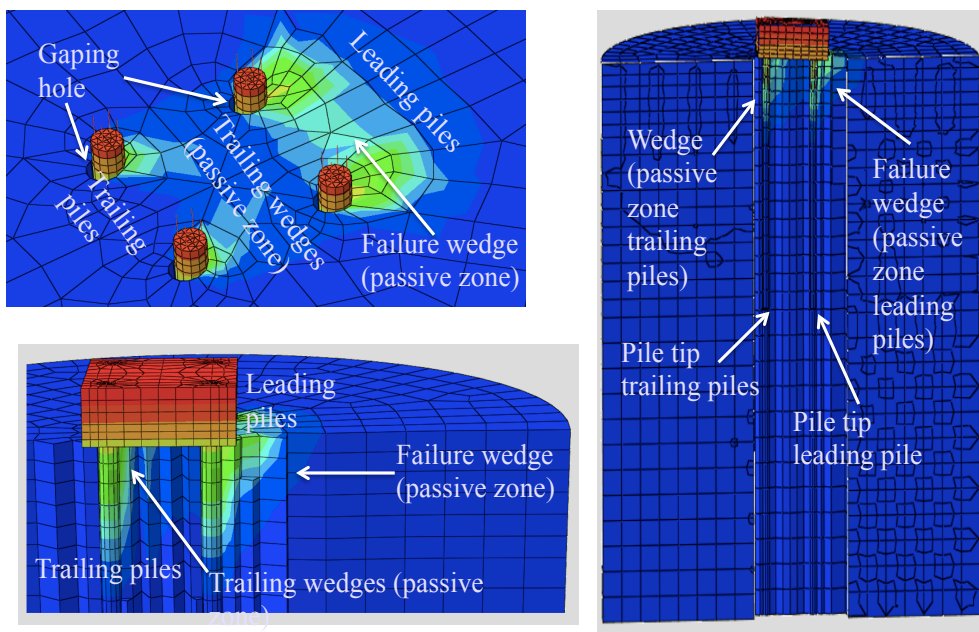 Gaping
hole
Leading piles
Trailing wedges
(passive zone)
Trailing
piles
Failure wedge
(passive zone)
Leading
piles
Failure wedge
(passive zone)
Trailing piles
Trailing wedges (passive
zone)
Wedge
(passive
zone
trailing
piles)
Failure
wedge
(passive
zone
leading
piles)
Pile tip
trailing piles
Pile tip
leading pile